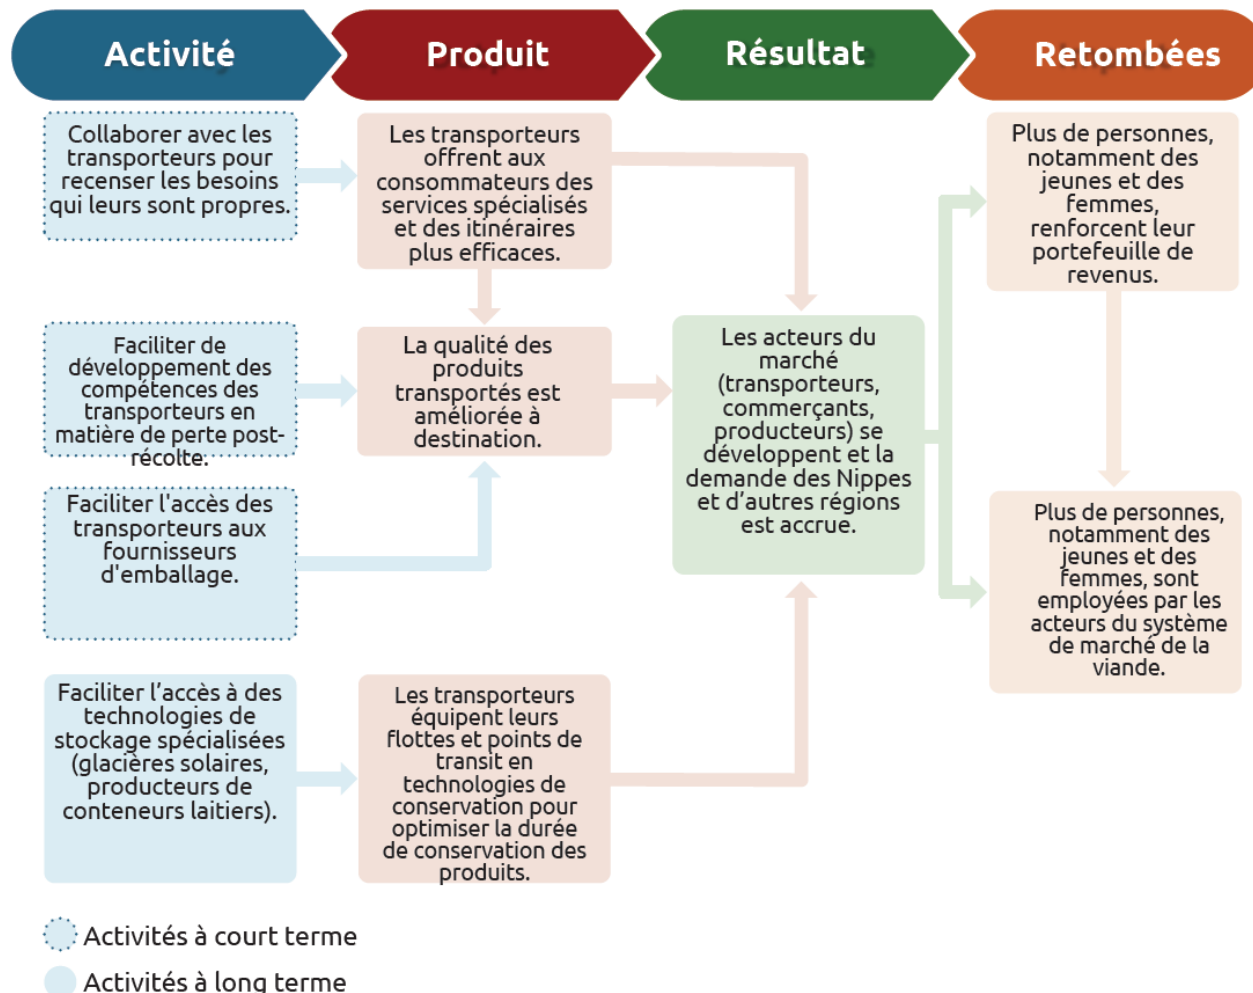 Activité
Produit
Résultat
Retombées
Collaborer avec les
transporteurs pour
recenser les besoins
qui leurs sont propres.
Les transporteurs
offrent aux
consommateurs des
services spécialisés
et des itinéraires
plus efficaces.
Plus de personnes,
notamment des
jeunes et des
femmes,
renforcent leur
portefeuille de
revenus.
Faciliter de
développement des
compétences des
transporteurs en
matière de perte post-
récolte.
La qualité des
produits
transportés est
améliorée à
destination.
Les acteurs du
marché
(transporteurs,
commerçants,
producteurs) se
développent et la
demande des Nippes
et d’autres régions
est accrue.
Faciliter l'accès des
transporteurs aux
fournisseurs
d'emballage.
Plus de personnes,
notamment des
jeunes et des
femmes, sont
employées par les
acteurs du système
de marché de la
viande.
Faciliter l’accès à des
technologies de
stockage spécialisées
(glacières solaires,
producteurs de
conteneurs laitiers).
Les transporteurs
équipent leurs
flottes et points de
transit en
technologies de
conservation pour
optimiser la durée
de conservation des
produits.
Activités à court terme
Activités à long terme